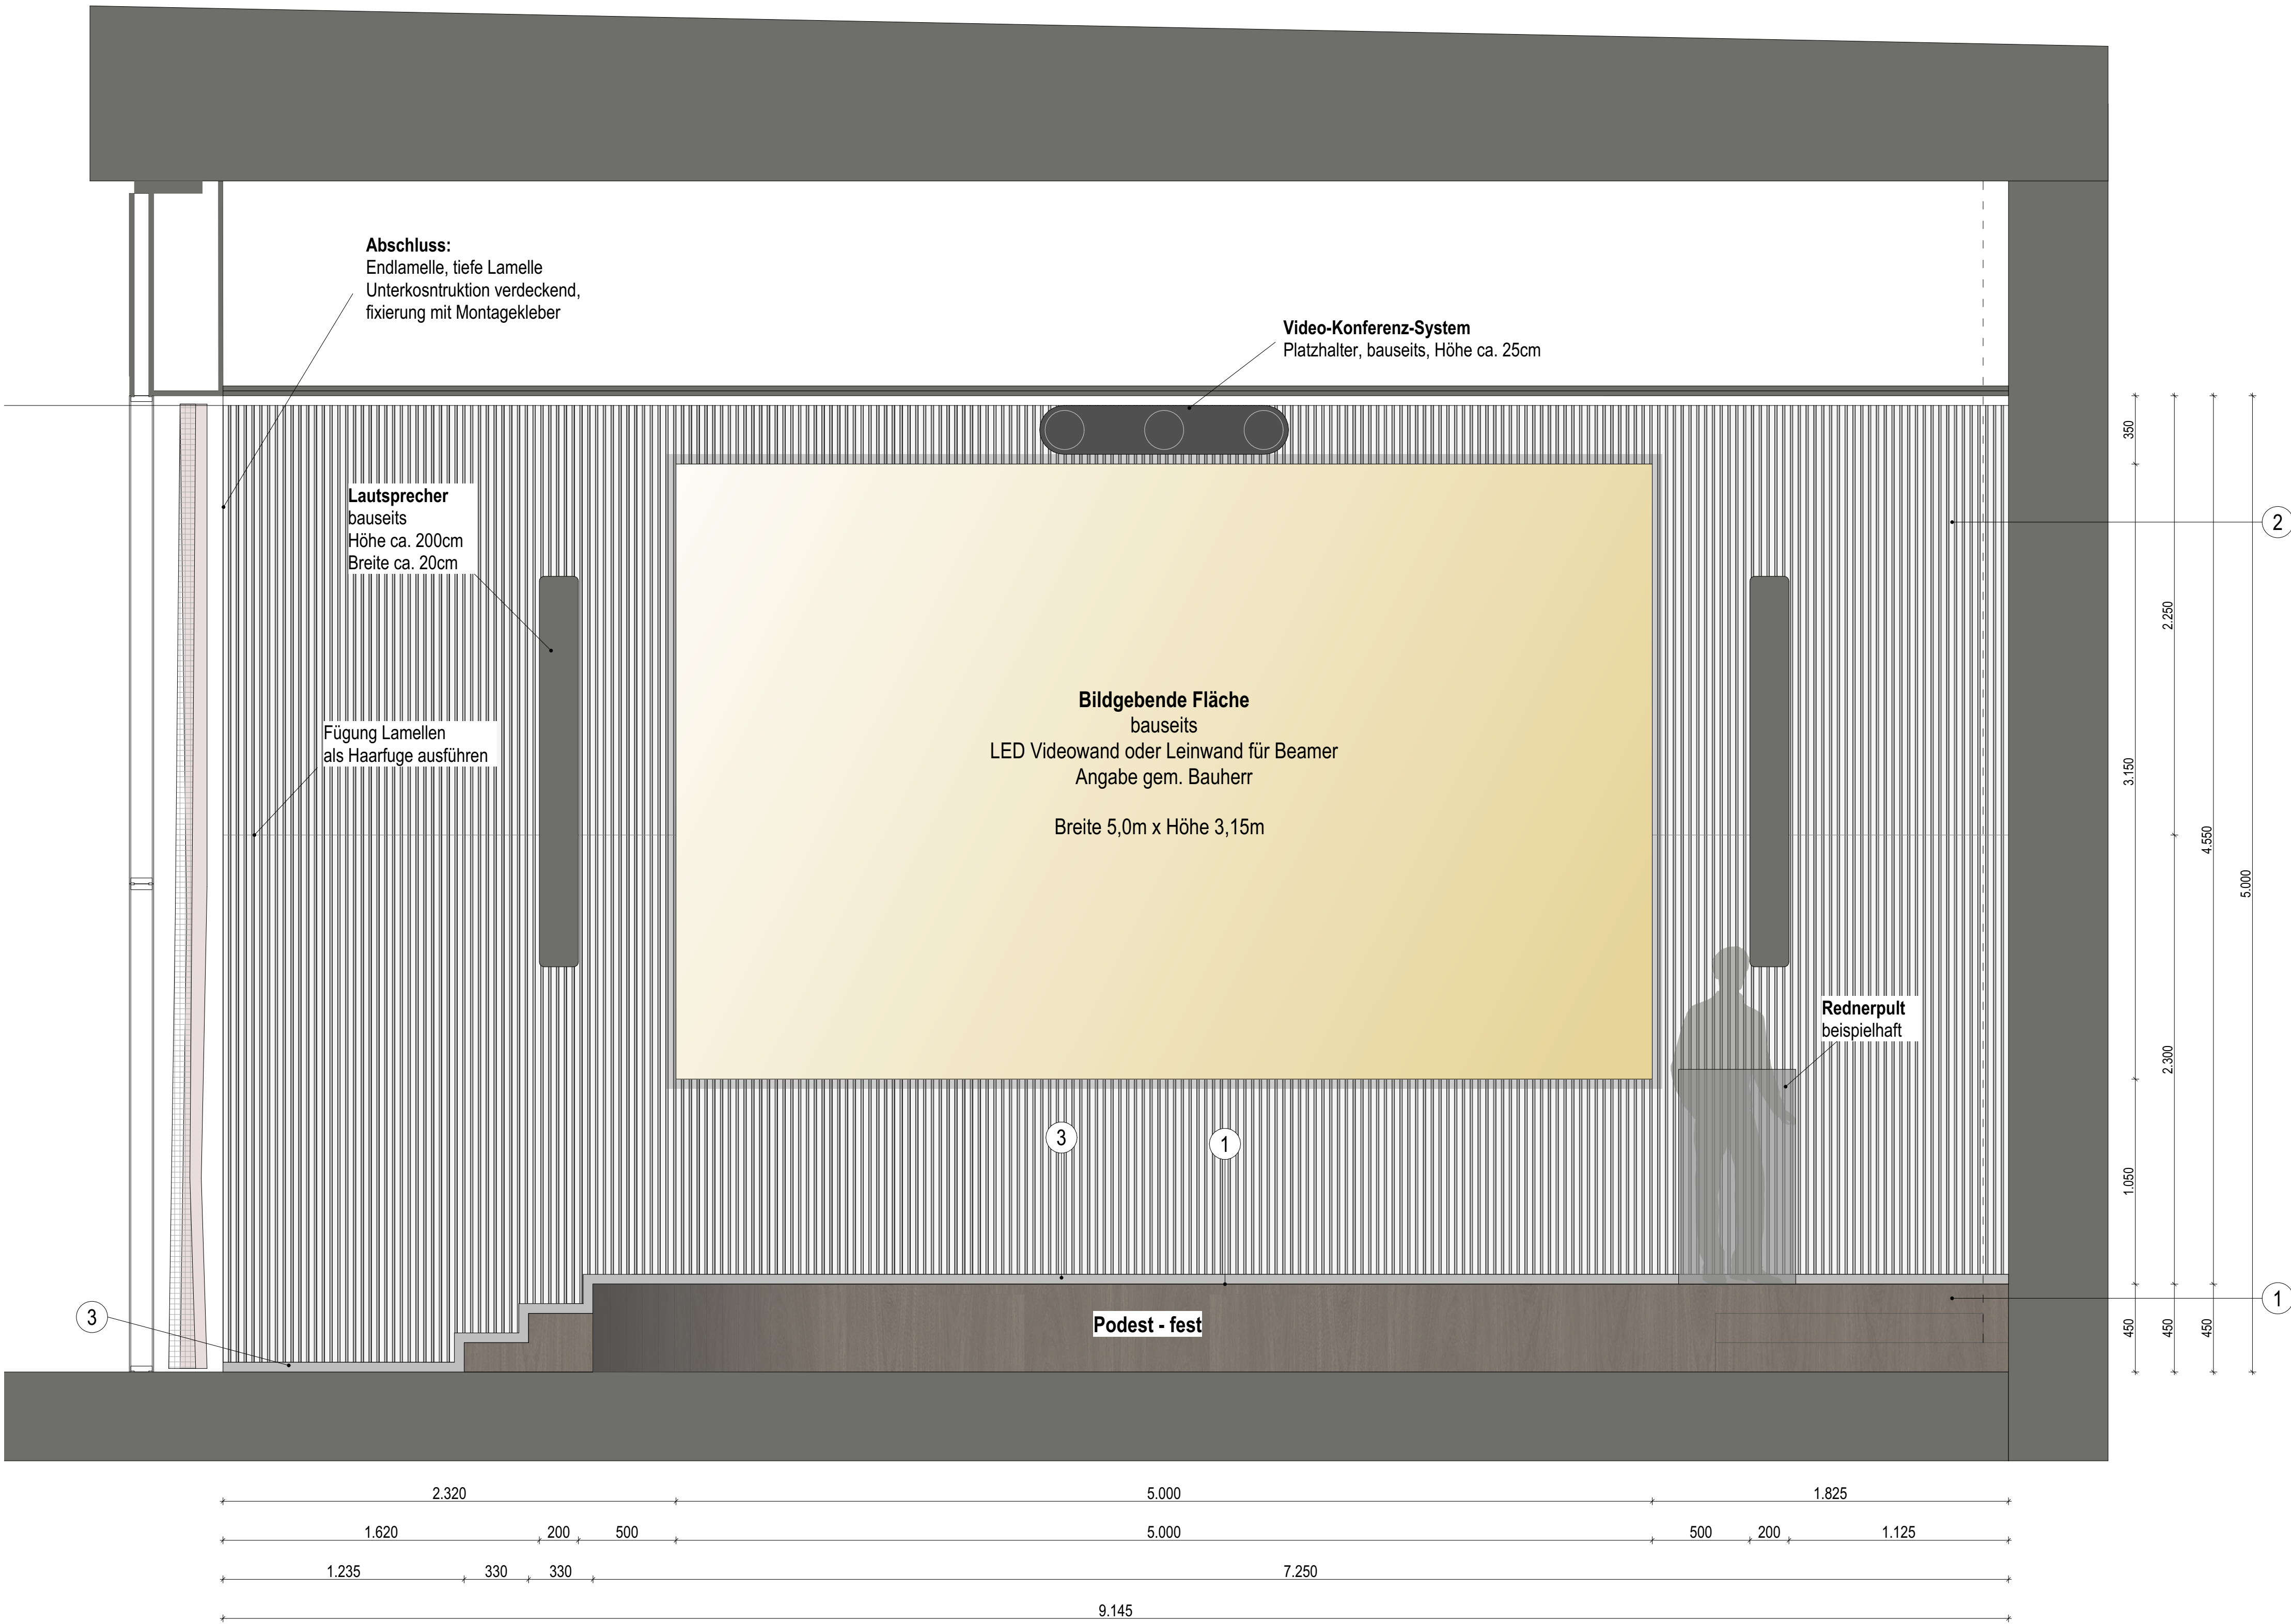 Abschluss:
Endlamelle, tiefe Lamelle
Unterkosntruktion verdeckend,
fixierung mit Montagekleber
Video-Konferenz-System
Platzhalter, bauseits, Höhe ca. 25cm
Lautsprecher
bauseits
Höhe ca. 200cm
Breite ca. 20cm
Fügung Lamellen
als Haarfuge ausführen
Bildgebende Fläche
bauseits
LED Videowand oder Leinwand für Beamer
Angabe gem. Bauherr
Breite 5,0m x Höhe 3,15m
Rednerpult
beispielhaft
3
1
3
Podest - fest
2
1
350
3.150
1.050
450
2.250
2.300
450
4.550
450
5.000
2.320 5.000 1.825
1.620 200 500 5.000 500 200 1.125
1.235 330 330 7.250
9.145